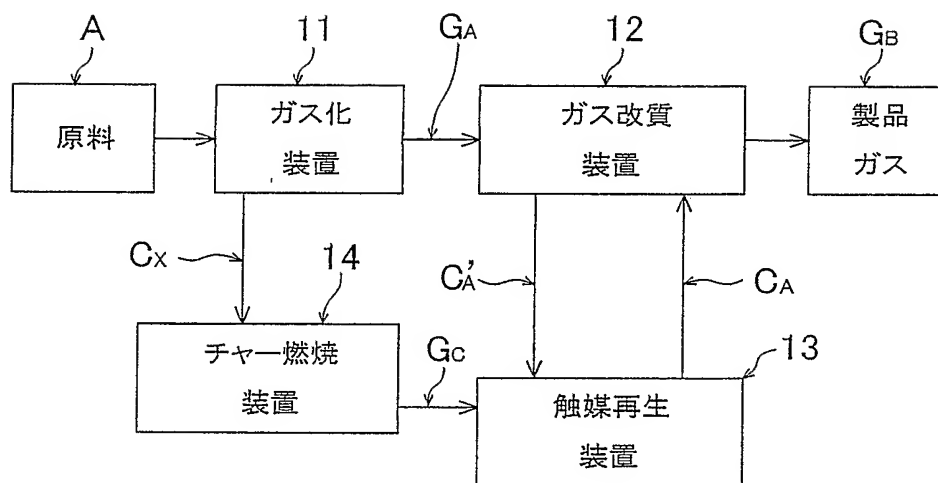 A
11
GA
12
GB
原料
ガス化
装置
ガス改質
装置
製品
ガス
CX
14
CA'
CA
13
チャー燃焼
装置
GC
触媒再生
装置